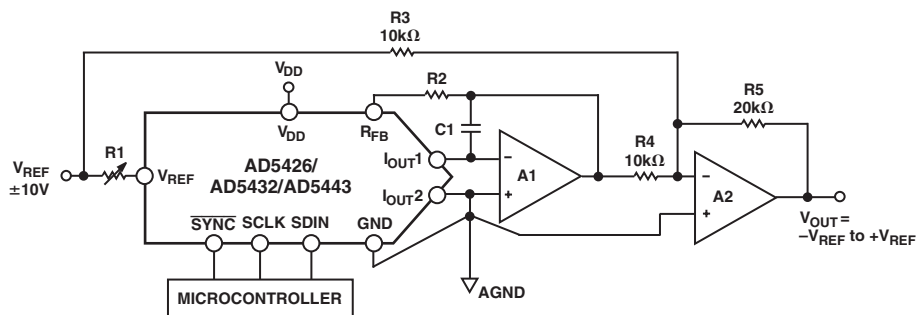 R3
10kΩ
VDD
R2
R5
20kΩ
VDD
RFB
C1
R1
R4
10kΩ
VREF
±10V
VREF
AD5426/
AD5432/AD5443
IOUT1
IOUT2
–
+
A1
–
+
A2
SYNC SCLK SDIN GND
VOUT =
–VREF to +VREF
MICROCONTROLLER
AGND